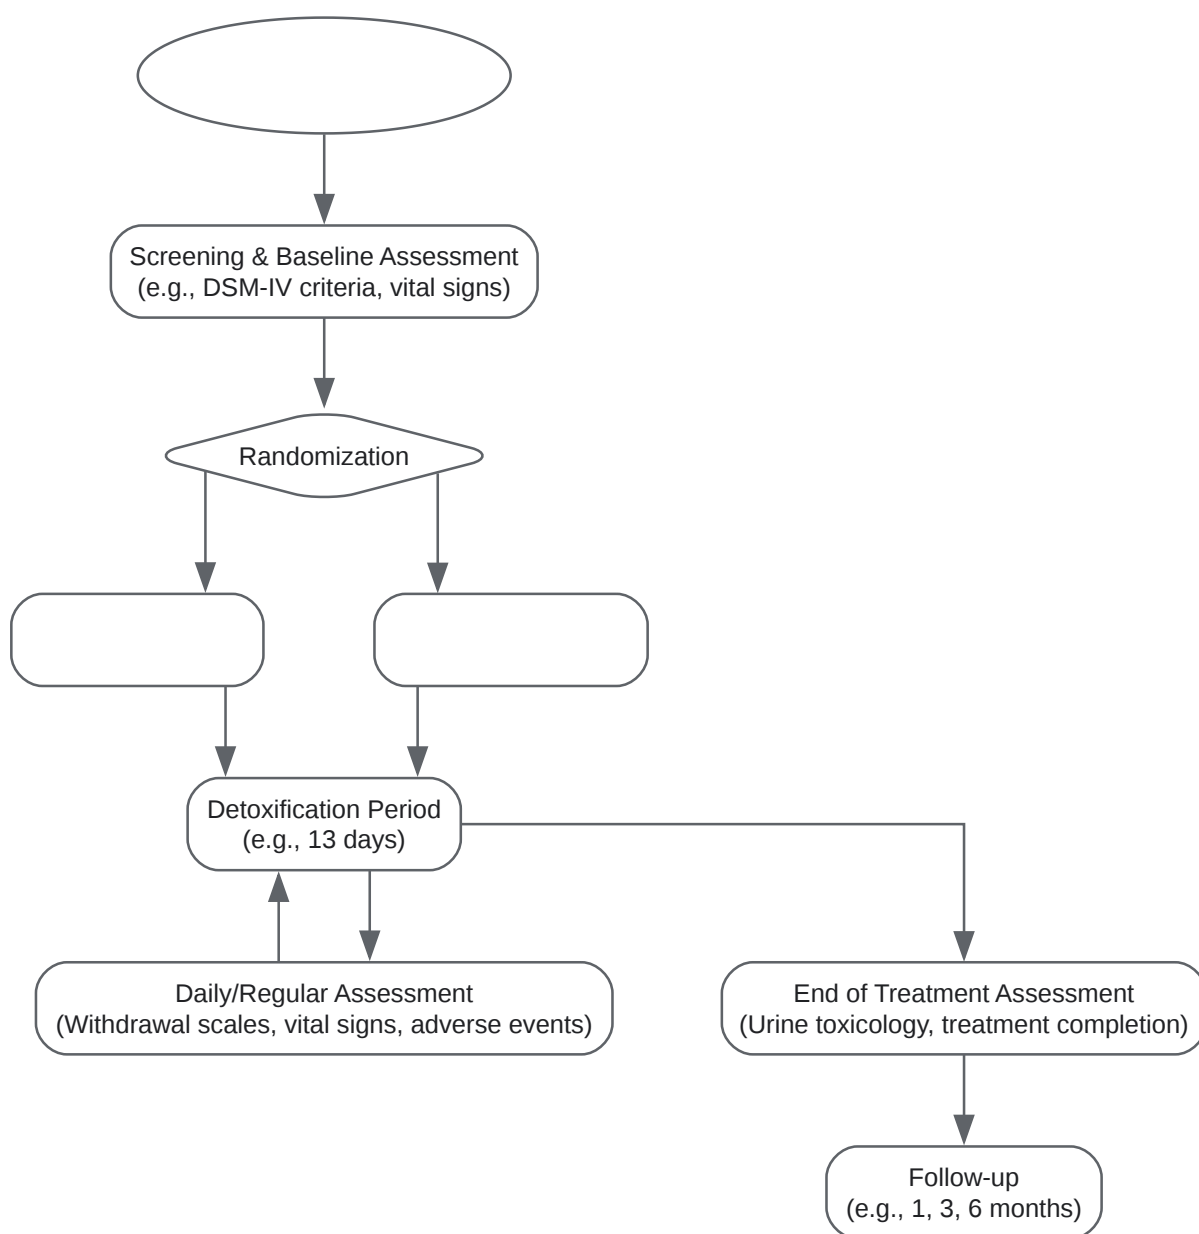 Screening & Baseline Assessment
(e.g., DSM-IV criteria, vital signs)
Randomization
Detoxification Period
(e.g., 13 days)
Daily/Regular Assessment
(Withdrawal scales, vital signs, adverse events)
End of Treatment Assessment
(Urine toxicology, treatment completion)
Follow-up
(e.g., 1, 3, 6 months)